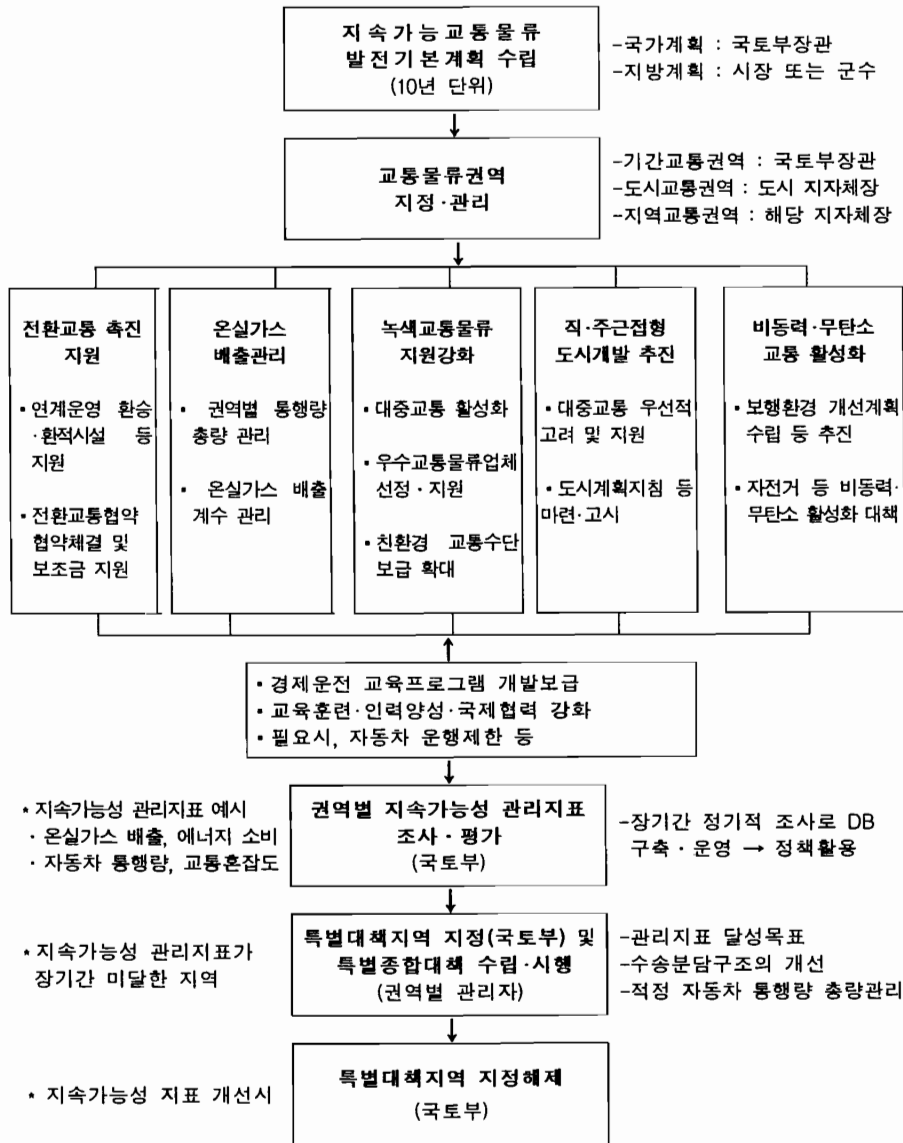 지속가능교통물류
발전기본계획 수립
(10년 단위)
-국가계획 : 국토부장관
-지방계획 : 시장 또는 군수
교통물류권역
지정·관리
-기간교통권역 : 국토부장관
-도시교통권역 : 도시 지자체장
-지역교통권역 : 해당 지자체장
전환교통 촉진
지원
▪ 연계운영 환승
·환적시설 등
지원
▪ 전환교통협약
협약체결 및
보조금 지원
온실가스
배출관리
▪ 권역별 통행량
총량 관리
▪ 온실가스 배출
계수 관리
녹색교통물류
지원강화
▪ 대중교통 활성화
▪ 우수교통물류업체
선정·지원
▪ 친환경 교통수단
보급 확대
직·주근접형
도시개발 추진
▪ 대중교통 우선적
고려 및 지원
▪ 도시계획지침 등
마련·고시
비동력·무탄소
교통 활성화
▪ 보행환경 개선계획
수립 등 추진
▪ 자전거 등 비동력·
무탄소 활성화 대책
▪ 경제운전 교육프로그램 개발보급
▪ 교육훈련·인력양성·국제협력 강화
▪ 필요시, 자동차 운행제한 등
* 지속가능성 관리지표 예시
· 온실가스 배출, 에너지 소비
· 자동차 통행량, 교통혼잡도
권역별 지속가능성 관리지표
조사·평가
(국토부)
-장기간 정기적 조사로 DB
구축·운영 → 정책활용
* 지속가능성 관리지표가
장기간 미달한 지역
특별대책지역 지정(국토부) 및
특별종합대책 수립·시행
(권역별 관리자)
-관리지표 달성목표
-수송분담구조의 개선
-적정 자동차 통행량 총량관리
* 지속가능성 지표 개선시
특별대책지역 지정해제
(국토부)